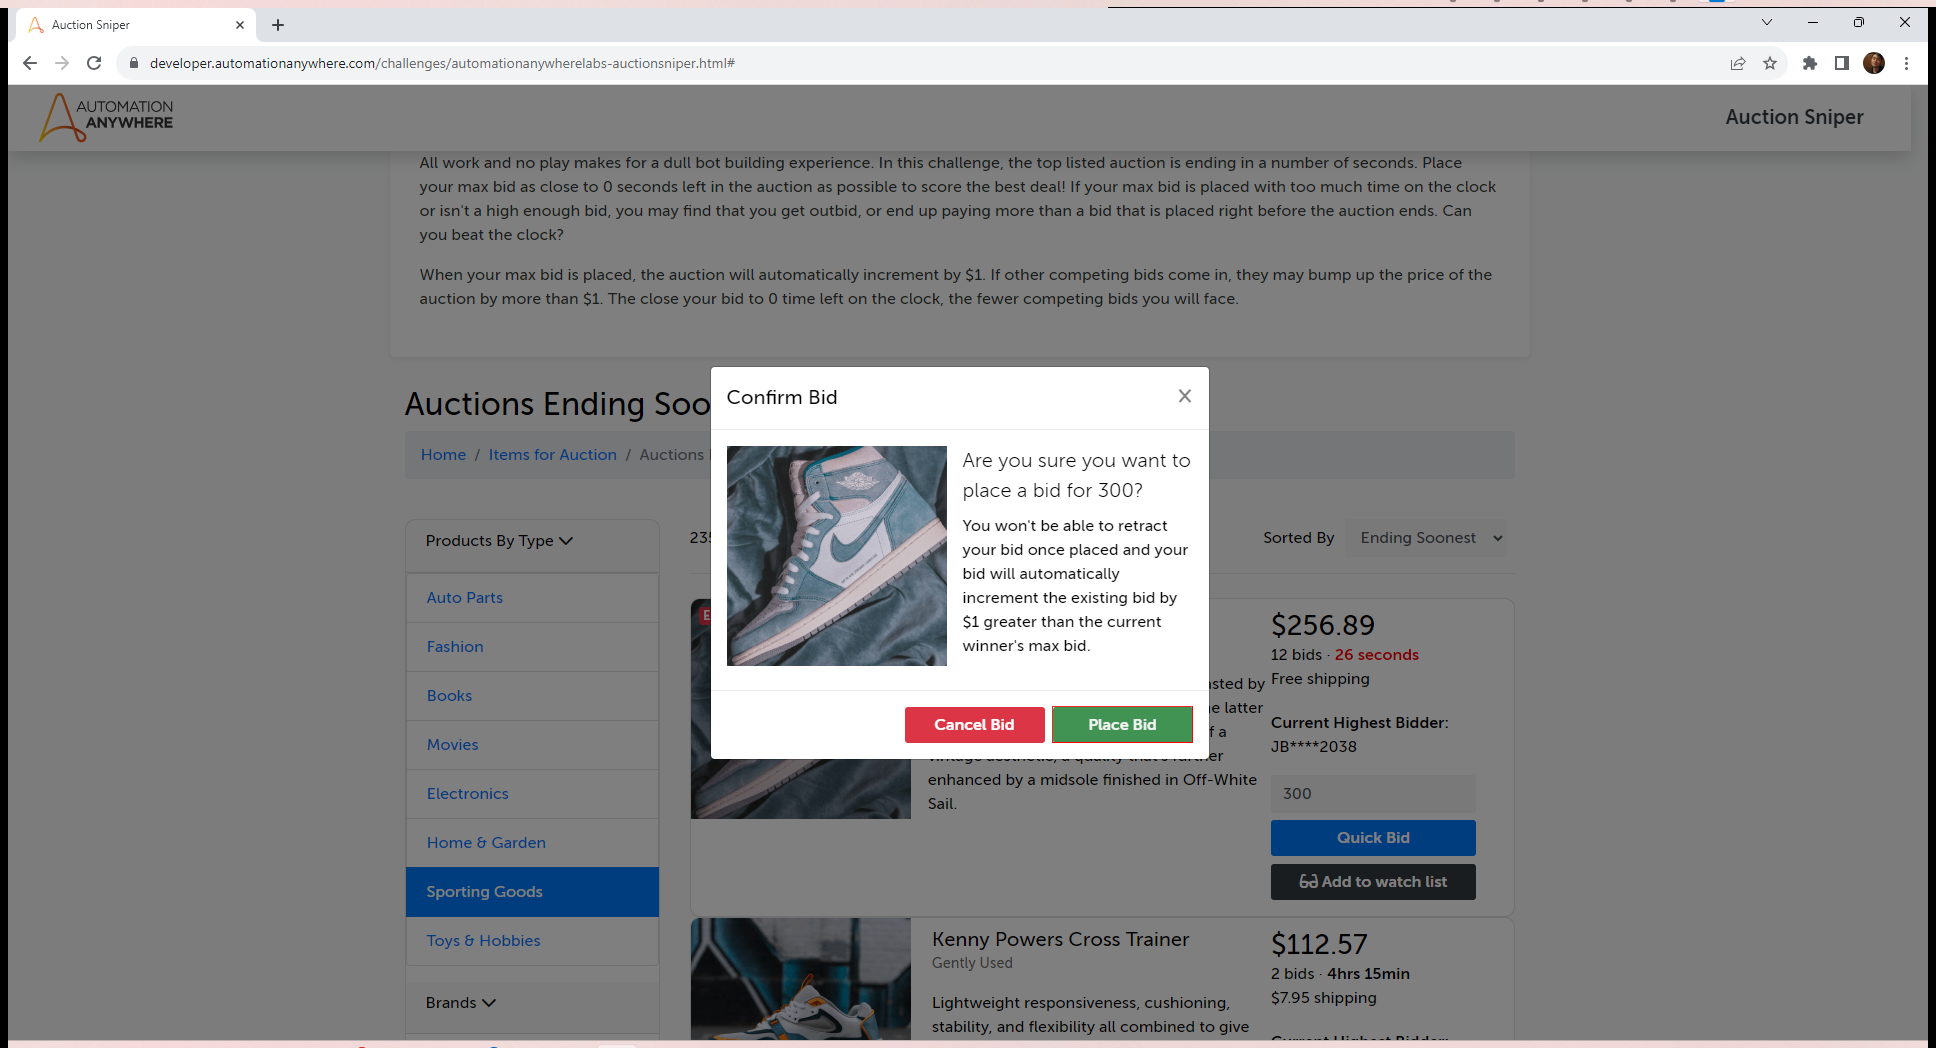 Auction Sniper
developer.automationanywhere.com/challenges/automationanywherelabs-auctionsniper.html#
AUTOMATION
ANYWHERE
Auction Sniper
All work and no play makes for a dull bot building experience. In this challenge, the top listed auction is ending in a number of seconds. Place
your max bid as close to 0 seconds left in the auction as possible to score the best deal! If your max bid is placed with too much time on the clock
or isn't a high enough bid, you may find that you get outbid, or end up paying more than a bid that is placed right before the auction ends. Can
you beat the clock?
When your max bid is placed, the auction will automatically increment by $1. If other competing bids come in, they may bump up the price of the
auction by more than $1. The close your bid to 0 time left on the clock, the fewer competing bids you will face.
Auctions Ending Soo
Home / Items for Auction / Auctions
Confirm Bid
Are you sure you want to
place a bid for 300?
You won't be able to retract
your bid once placed and your
bid will automatically
increment the existing bid by
$1 greater than the current
winner's max bid.
Cancel Bid
Place Bid
Products By Type
Auto Parts
Fashion
Books
Movies
Electronics
Home & Garden
Sporting Goods
Toys & Hobbies
Brands
235
Sorted By Ending Soonest
E
by
latter
f a
enhanced by a midsole finished in Off-White
Sail.
$256.89
12 bids · 26 seconds
Free shipping
Current Highest Bidder:
JB****2038
300
Quick Bid
Add to watch list
Kenny Powers Cross Trainer
Gently Used
Lightweight responsiveness, cushioning,
stability, and flexibility all combined to give
$112.57
2 bids · 4hrs 15min
$7.95 shipping
Current Highest Bidder: